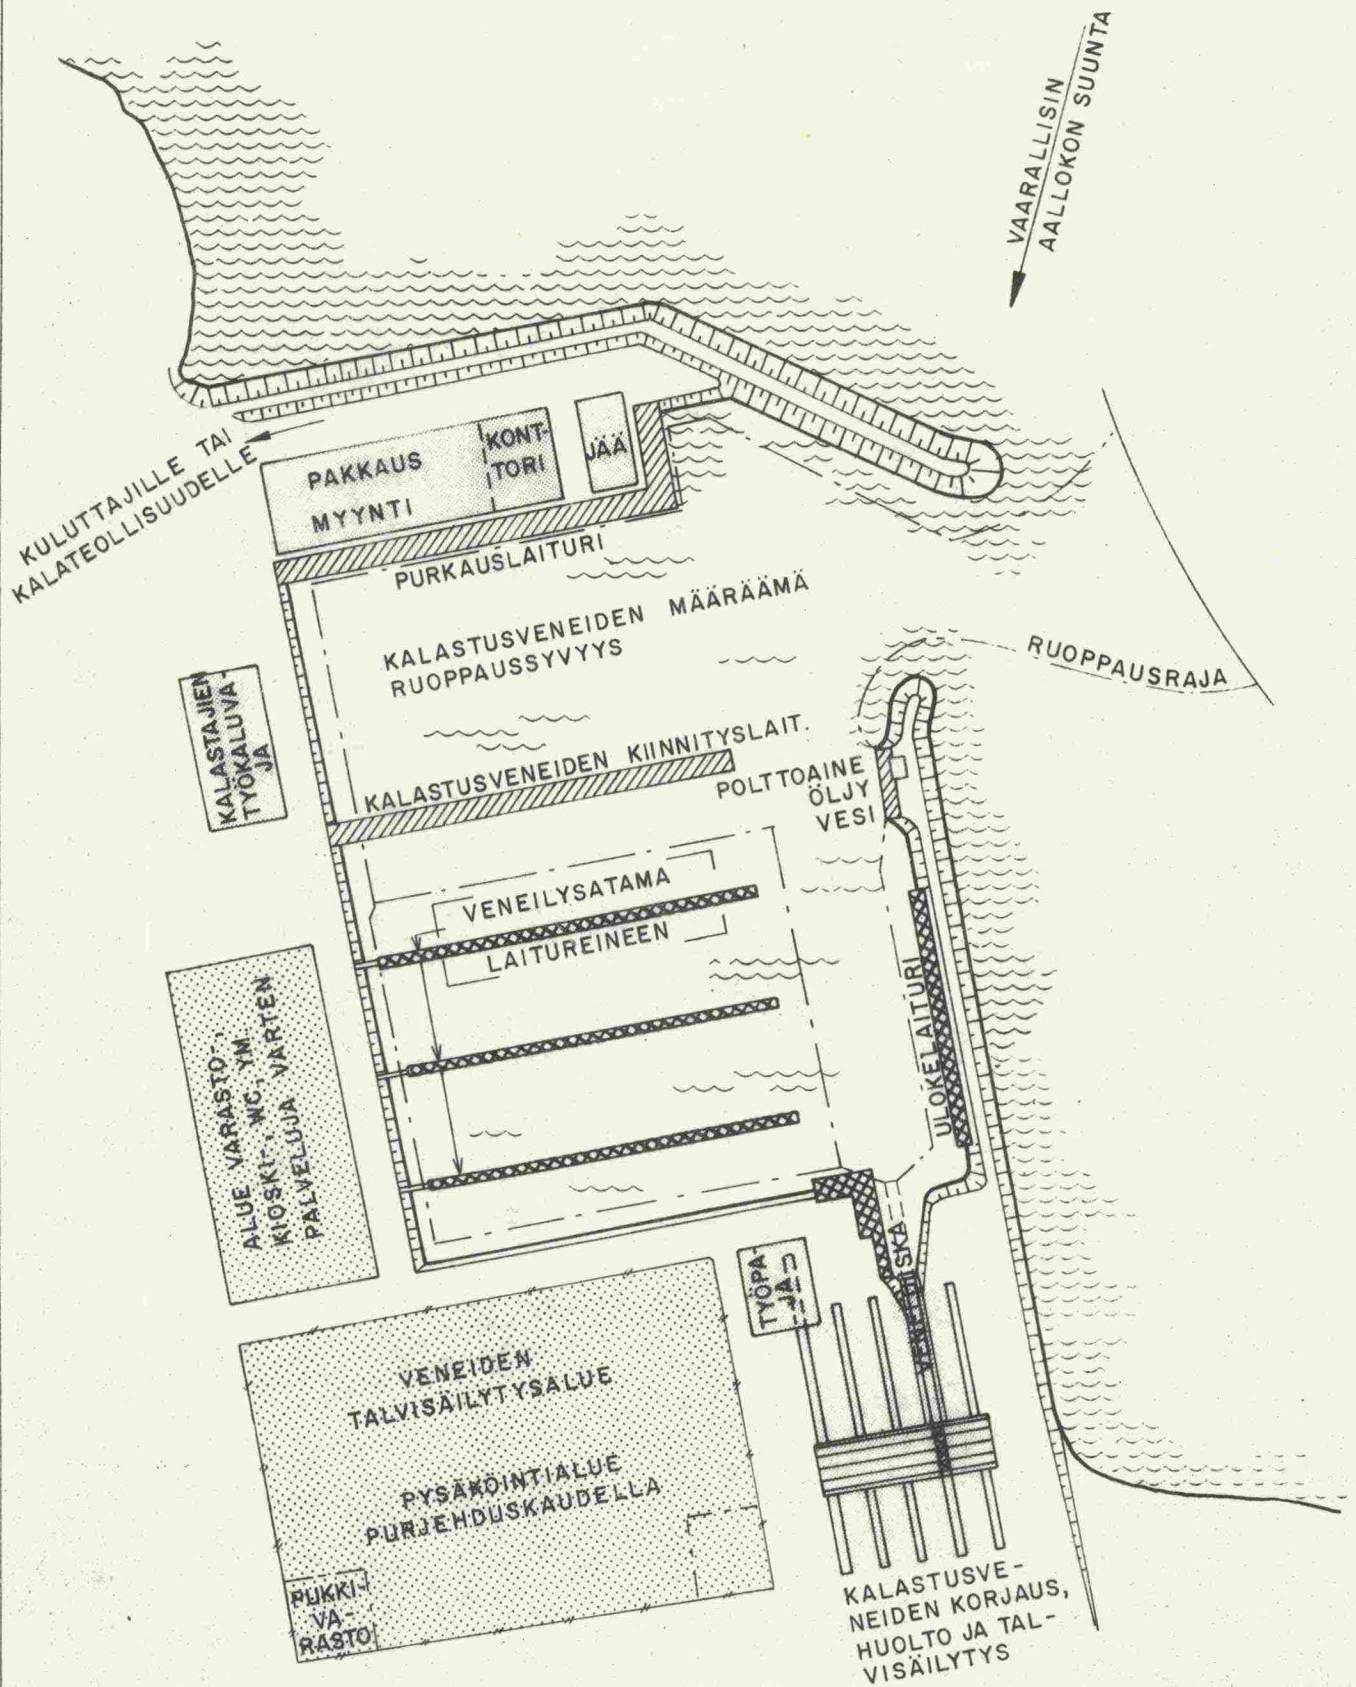 VAARALLISIN
AALLOKON SUUNTA
KULUTTAJILLE TAI
KALATEOLLISUUDELLE
PAKKAUS
MYYNTI
KONT-
TORI
JÄÄ
PURKAUSLAITURI
KALASTUSVENEIDEN MÄÄRÄÄMÄ
RUOPPAUSSYVYYS
RUOPPAUSRAJA
KALASTAJIEN
TYÖKALUVA-
JA
KALASTUSVENEIDEN KIINNITYSLAIT.
POLTTOAINE
ÖLJY
VESI
VENEILYSATAMA
LAITUREINEEN
ULOKELAITURI
ALUE VARASTO-,
KIOSKI-, WC, YM.
PALVELUJA VARTEN
TYÖPA-
JA
VENELUISKA
VENEIDEN
TALVISÄILYTYSALUE
PYSÄKÖINTIALUE
PURJEHDUSKAUDELLA
PUKKI-
VA-
RASTO
KALASTUSVE-
NEIDEN KORJAUS,
HUOLTO JA TAL-
VISÄILYTYS